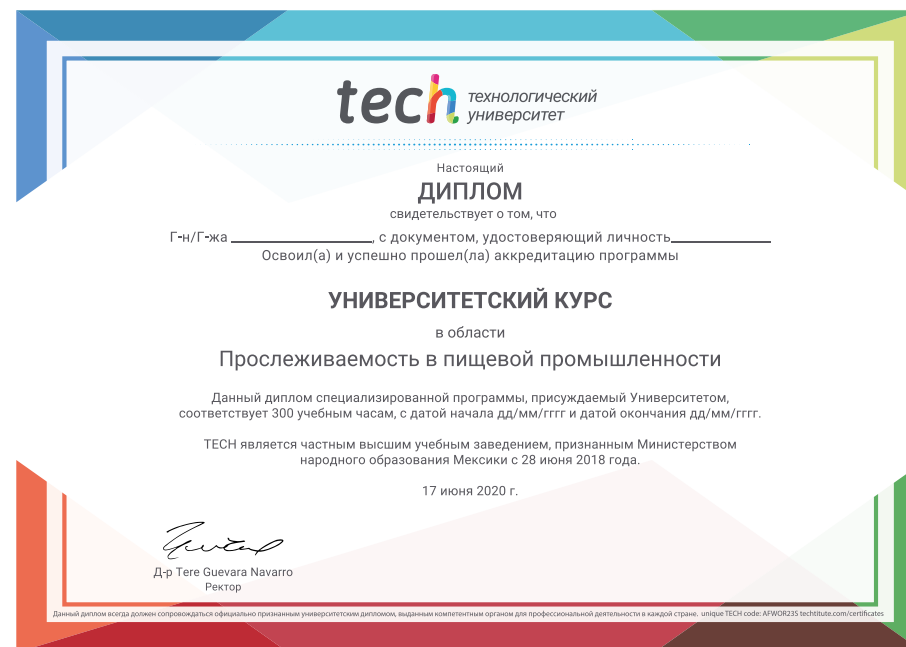 tech технологический
университет
Настоящий
ДИПЛОМ
свидетельствует о том, что
Г-н/Г-жа ____________________, с документом, удостоверяющий личность______________
Освоил(а) и успешно прошел(ла) аккредитацию программы
УНИВЕРСИТЕТСКИЙ КУРС
в области
Прослеживаемость в пищевой промышленности
Данный диплом специализированной программы, присуждаемый Университетом,
соответствует 300 учебным часам, с датой начала дд/мм/гггг и датой окончания дд/мм/гггг.
TECH является частным высшим учебным заведением, признанным Министерством
народного образования Мексики с 28 июня 2018 года.
17 июня 2020 г.
Д-р Tere Guevara Navarro
Ректор
Данный диплом всегда должен сопровождаться официально признанным университетским дипломом, выданным компетентным органом для профессиональной деятельности в каждой стране. unique TECH code: AFWOR23S techtitute.com/certificates